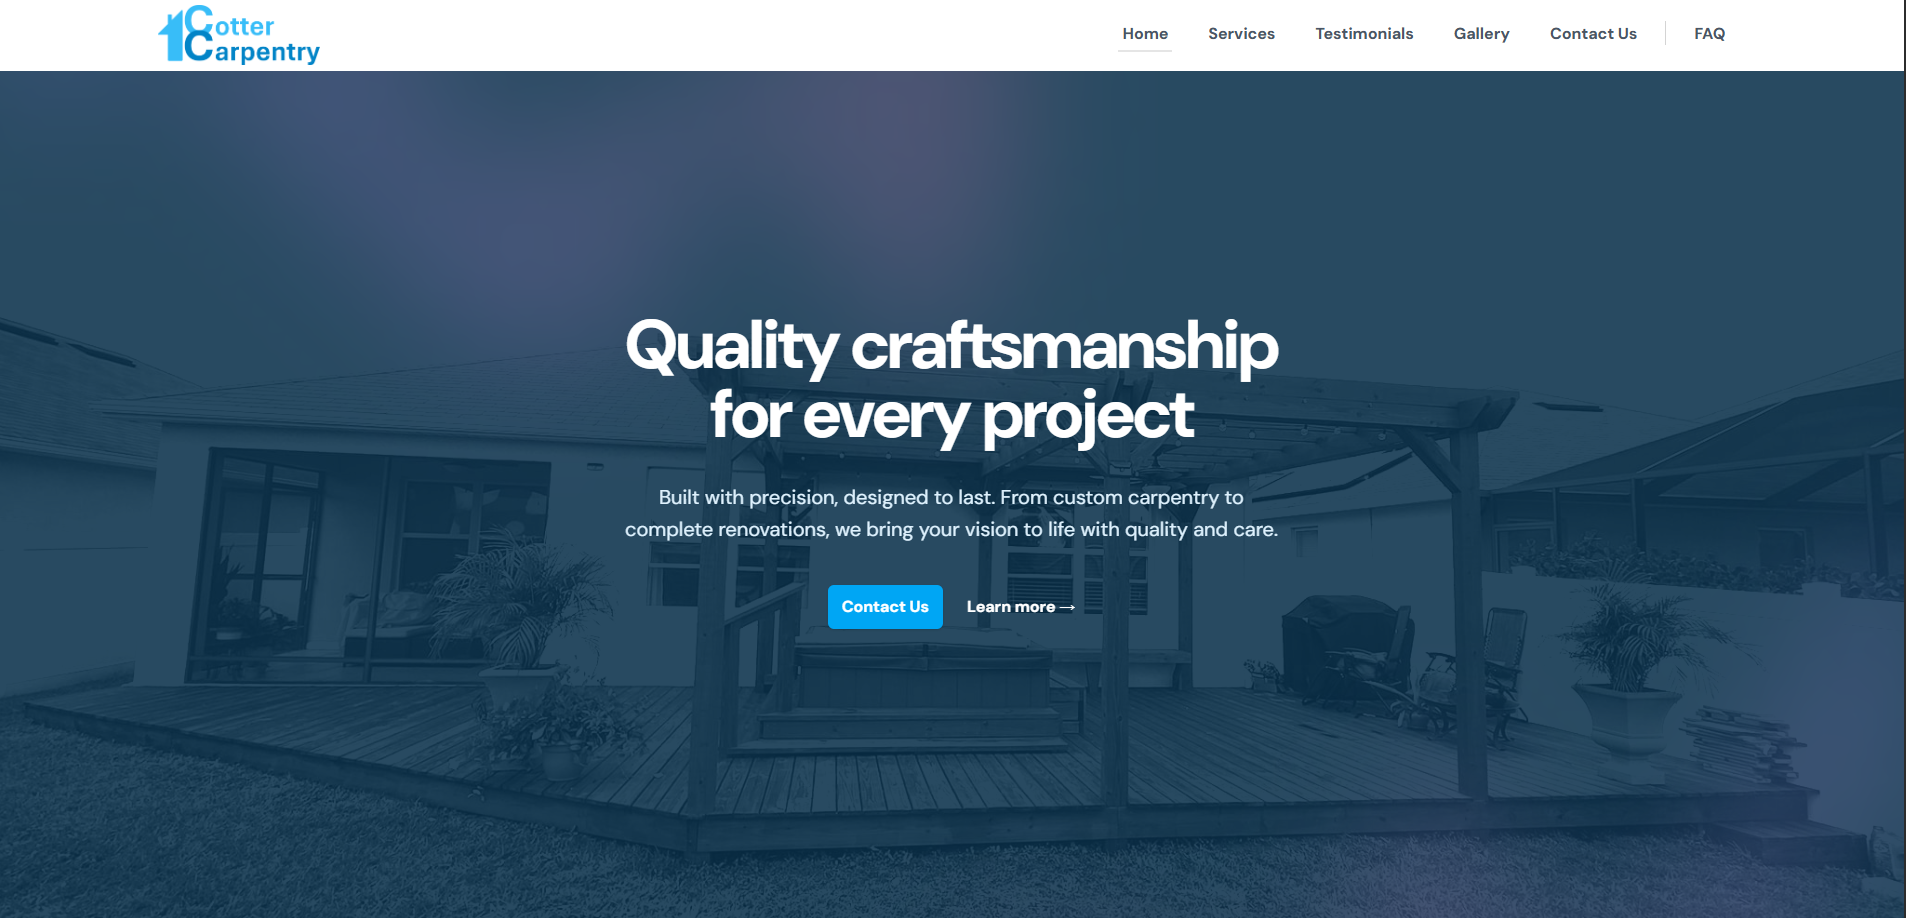 Cotter
Carpentry
Home Services Testimonials Gallery Contact Us FAQ
Quality craftsmanship
for every project
Built with precision, designed to last. From custom carpentry to
complete renovations, we bring your vision to life with quality and care.
Contact Us Learn more →